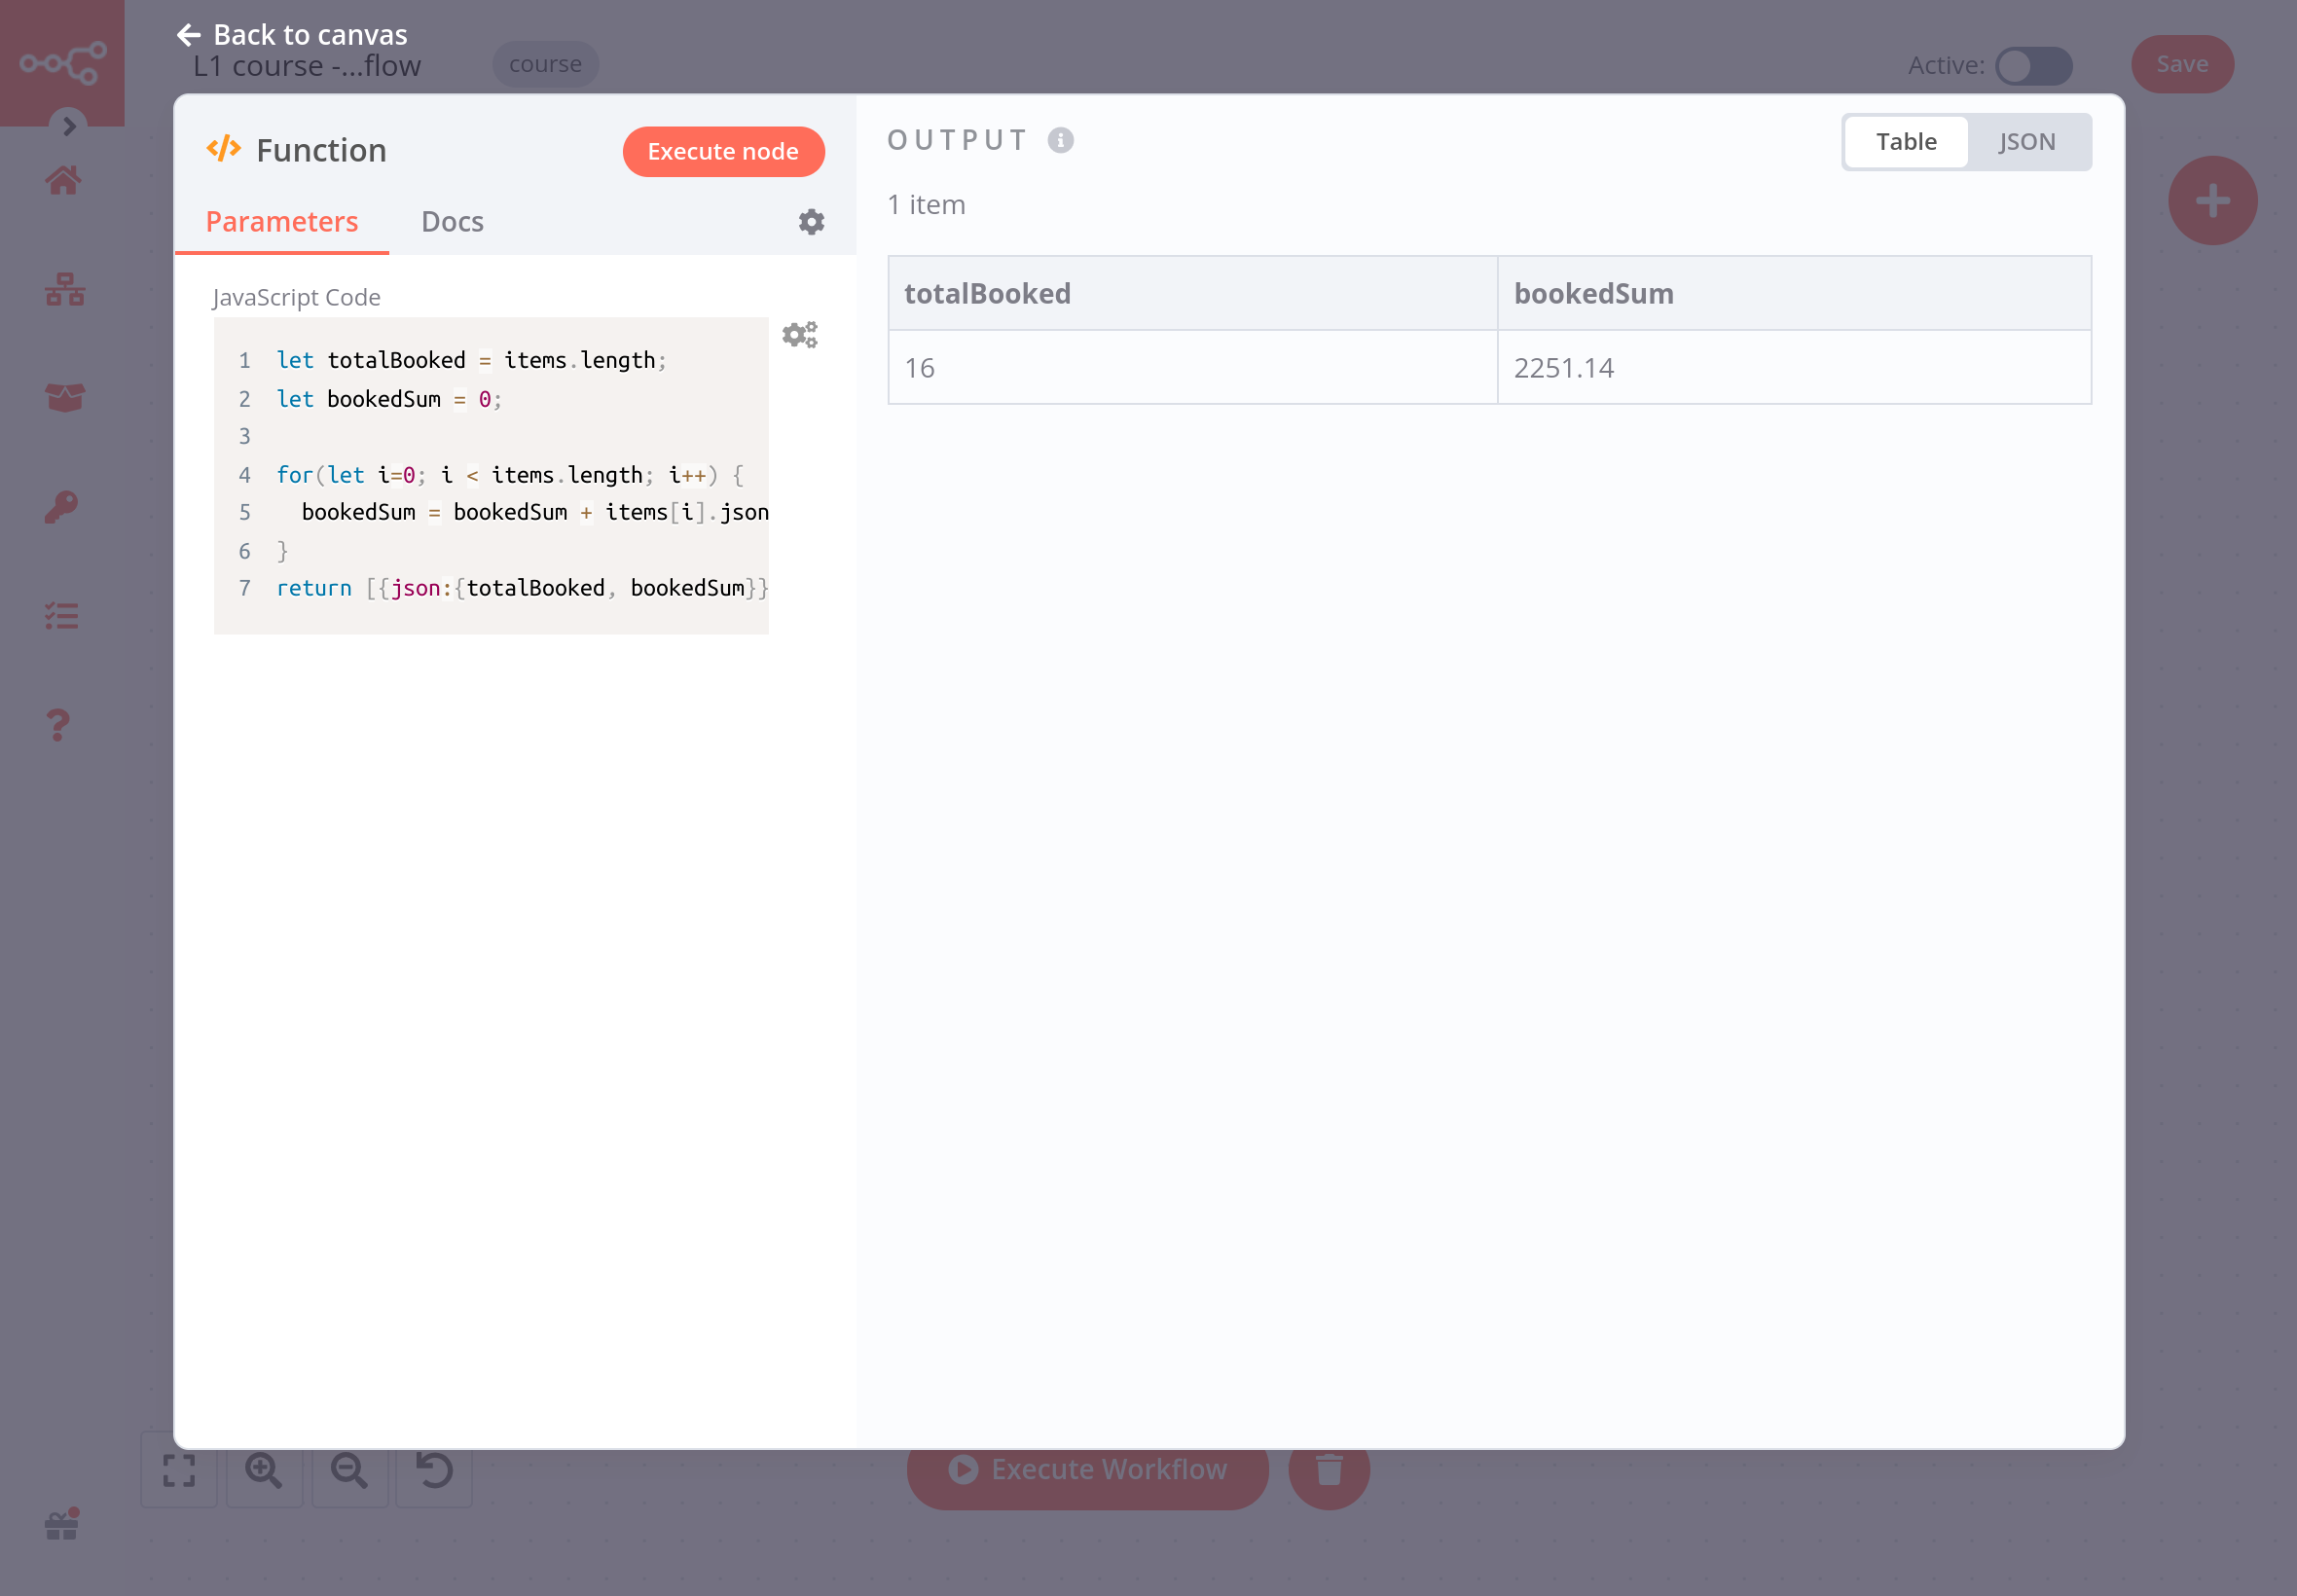 Back to canvas
L1 course -...flow
course
Active:
Save
Function
Execute node
Parameters
Docs
JavaScript Code
1 let totalBooked = items.length;
2 let bookedSum = 0;
3
4 for(let i=0; i < items.length; i++) {
5 bookedSum = bookedSum + items[i].json
6 }
7 return [{json:{totalBooked, bookedSum}}
OUTPUT
Table
JSON
1 item
totalBooked bookedSum
16 2251.14
Execute Workflow